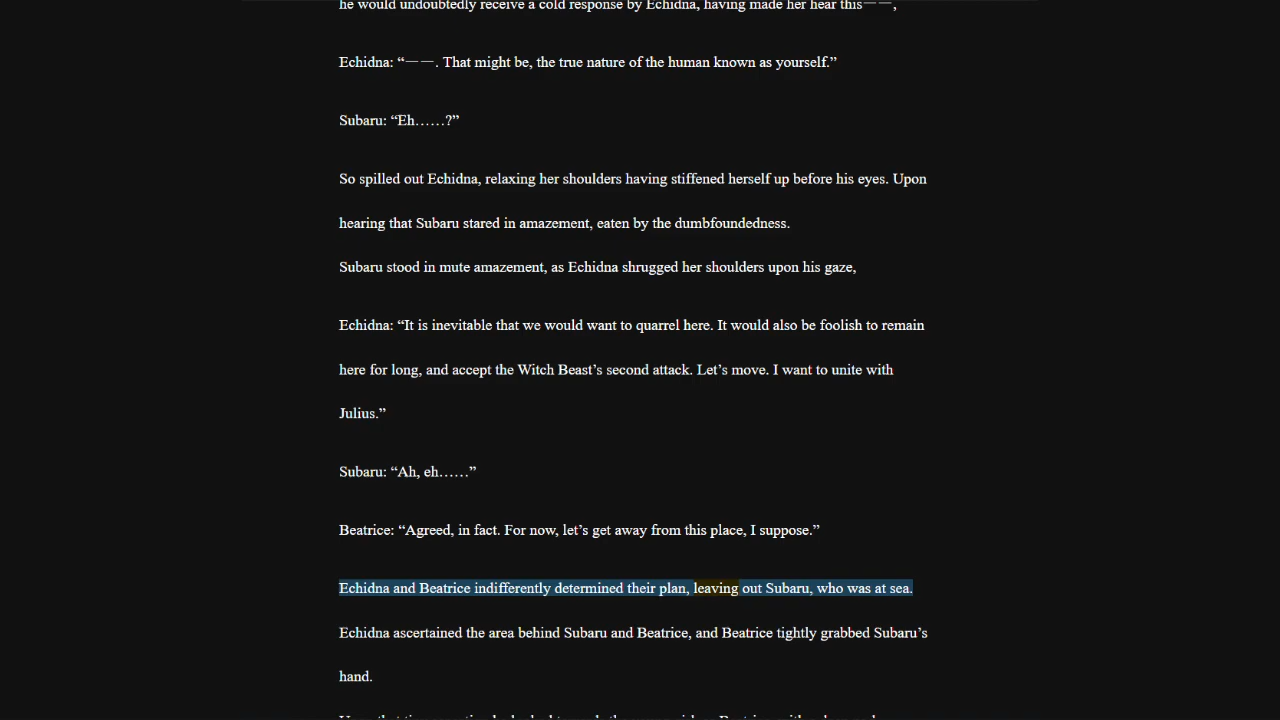 he would undoubtedly receive a cold response by Echidna, having made her hear this――,
Echidna: “――. That might be, the true nature of the human known as yourself.”
Subaru: “Eh……?”
So spilled out Echidna, relaxing her shoulders having stiffened herself up before his eyes. Upon
hearing that Subaru stared in amazement, eaten by the dumbfoundedness.
Subaru stood in mute amazement, as Echidna shrugged her shoulders upon his gaze,
Echidna: “It is inevitable that we would want to quarrel here. It would also be foolish to remain
here for long, and accept the Witch Beast’s second attack. Let’s move. I want to unite with
Julius.”
Subaru: “Ah, eh……”
Beatrice: “Agreed, in fact. For now, let’s get away from this place, I suppose.”
Echidna and Beatrice indifferently determined their plan, leaving out Subaru, who was at sea.
Echidna ascertained the area behind Subaru and Beatrice, and Beatrice tightly grabbed Subaru’s
hand.